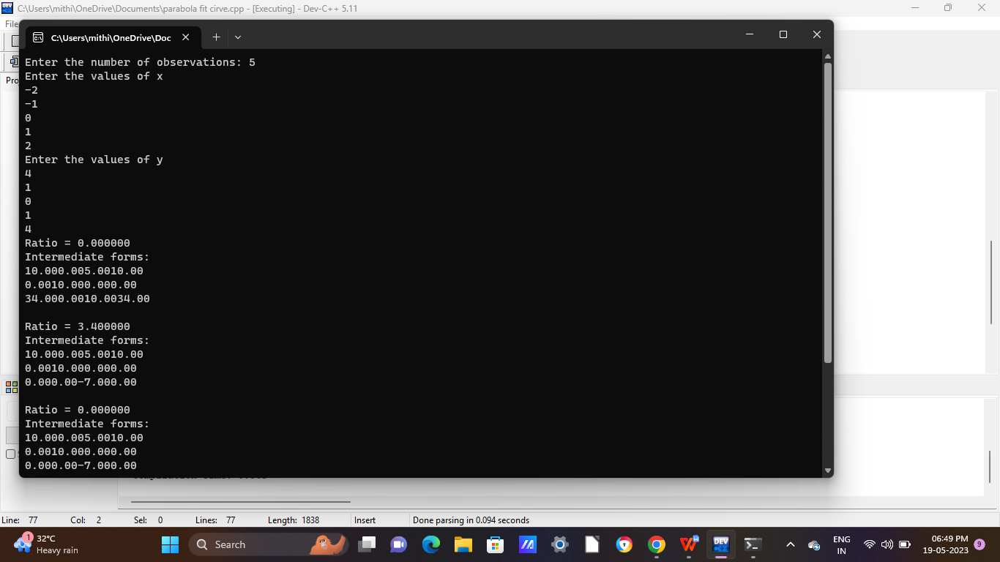 C:\Users\mithi\OneDrive\Documents\parabola fit cirve.cpp - [Executing] - Dev-C++ 5.11
File
C:\Users\mithi\OneDrive\Doc
Enter the number of observations: 5
Enter the values of x
-2
-1
0
1
2
Enter the values of y
4
1
0
1
4
Ratio = 0.000000
Intermediate forms:
10.000.005.0010.00
0.0010.000.000.00
34.000.0010.0034.00
Ratio = 3.400000
Intermediate forms:
10.000.005.0010.00
0.0010.000.000.00
0.000.00-7.000.00
Ratio = 0.000000
Intermediate forms:
10.000.005.0010.00
0.0010.000.000.00
0.000.00-7.000.00
Line: 77 Col: 2 Sel: 0 Lines: 77 Length: 1838 Insert Done parsing in 0.094 seconds
1 32°C
Heavy rain
Search
DEV
ENG
IN
06:49 PM
19-05-2023
9